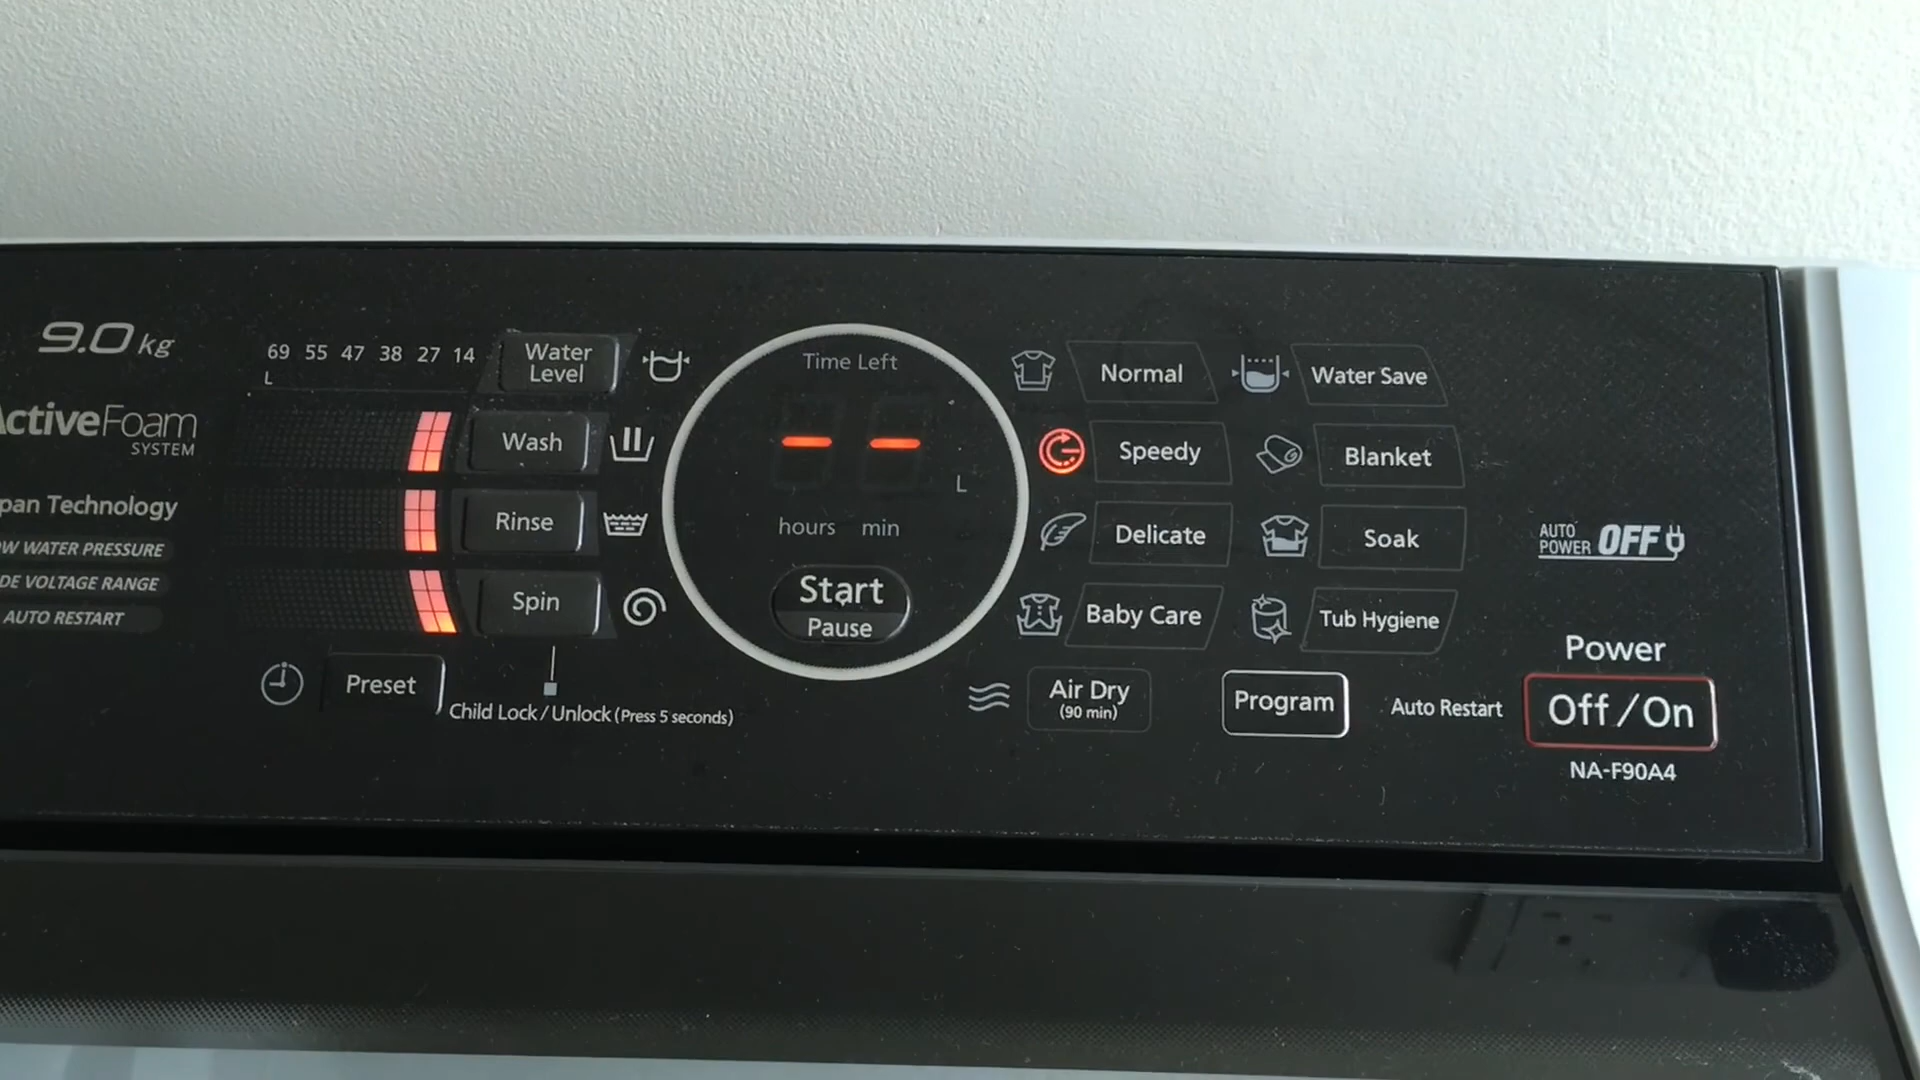 9.0 kg
ActiveFoam
SYSTEM
pan Technology
OW WATER PRESSURE
DE VOLTAGE RANGE
AUTO RESTART
69 55 47 38 27 14
L
Water
Level
Wash
Rinse
Spin
Preset
Child Lock / Unlock (Press 5 seconds)
Time Left
--
L
hours min
Start
Pause
Normal
Water Save
Speedy
Blanket
Delicate
Soak
Baby Care
Tub Hygiene
Air Dry
(90 min)
Program
AUTO
POWER OFF
Auto Restart
Power
Off/On
NA-F90A4